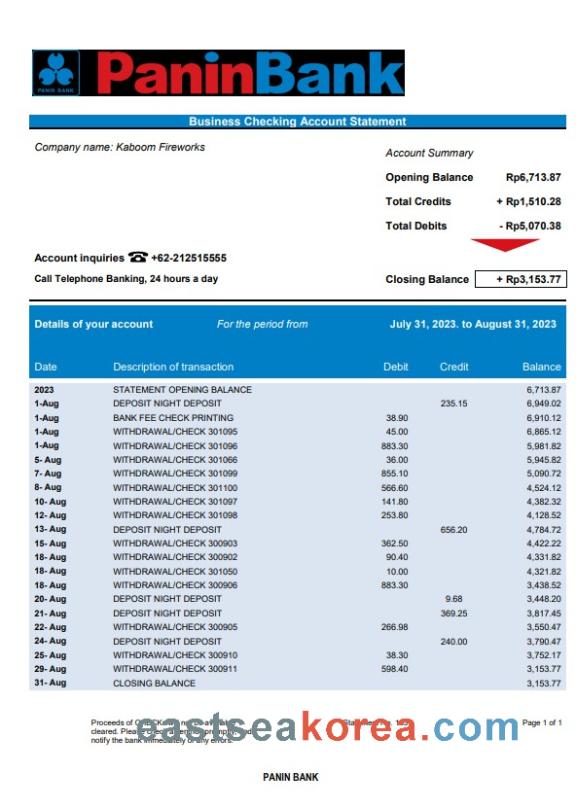 PANIN BANK
PaninBank
Business Checking Account Statement
Company name: Kaboom Fireworks
Account Summary
Opening Balance Rp6,713.87
Total Credits + Rp1,510.28
Total Debits - Rp5,070.38
Account inquiries ☎ +62-212515555
Call Telephone Banking, 24 hours a day
Closing Balance + Rp3,153.77
Details of your account For the period from July 31, 2023. to August 31, 2023
Date Description of transaction Debit Credit Balance
2023 STATEMENT OPENING BALANCE 6,713.87
1-Aug DEPOSIT NIGHT DEPOSIT 235.15 6,949.02
1-Aug BANK FEE CHECK PRINTING 38.90 6,910.12
1-Aug WITHDRAWAL/CHECK 301095 45.00 6,865.12
1-Aug WITHDRAWAL/CHECK 301096 883.30 5,981.82
5- Aug WITHDRAWAL/CHECK 301066 36.00 5,945.82
7- Aug WITHDRAWAL/CHECK 301099 855.10 5,090.72
8- Aug WITHDRAWAL/CHECK 301100 566.60 4,524.12
10- Aug WITHDRAWAL/CHECK 301097 141.80 4,382.32
12- Aug WITHDRAWAL/CHECK 301098 253.80 4,128.52
13- Aug DEPOSIT NIGHT DEPOSIT 656.20 4,784.72
15- Aug WITHDRAWAL/CHECK 300903 362.50 4,422.22
18- Aug WITHDRAWAL/CHECK 300902 90.40 4,331.82
18- Aug WITHDRAWAL/CHECK 301050 10.00 4,321.82
18- Aug WITHDRAWAL/CHECK 300906 883.30 3,438.52
20- Aug DEPOSIT NIGHT DEPOSIT 9.68 3,448.20
21- Aug DEPOSIT NIGHT DEPOSIT 369.25 3,817.45
22- Aug WITHDRAWAL/CHECK 300905 266.98 3,550.47
24- Aug DEPOSIT NIGHT DEPOSIT 240.00 3,790.47
25- Aug WITHDRAWAL/CHECK 300910 38.30 3,752.17
29- Aug WITHDRAWAL/CHECK 300911 598.40 3,153.77
31- Aug CLOSING BALANCE 3,153.77
Proceeds of Page 1 of 1
eastseakorea.com
cleared.
notify the bank immediately of any errors.
PANIN BANK